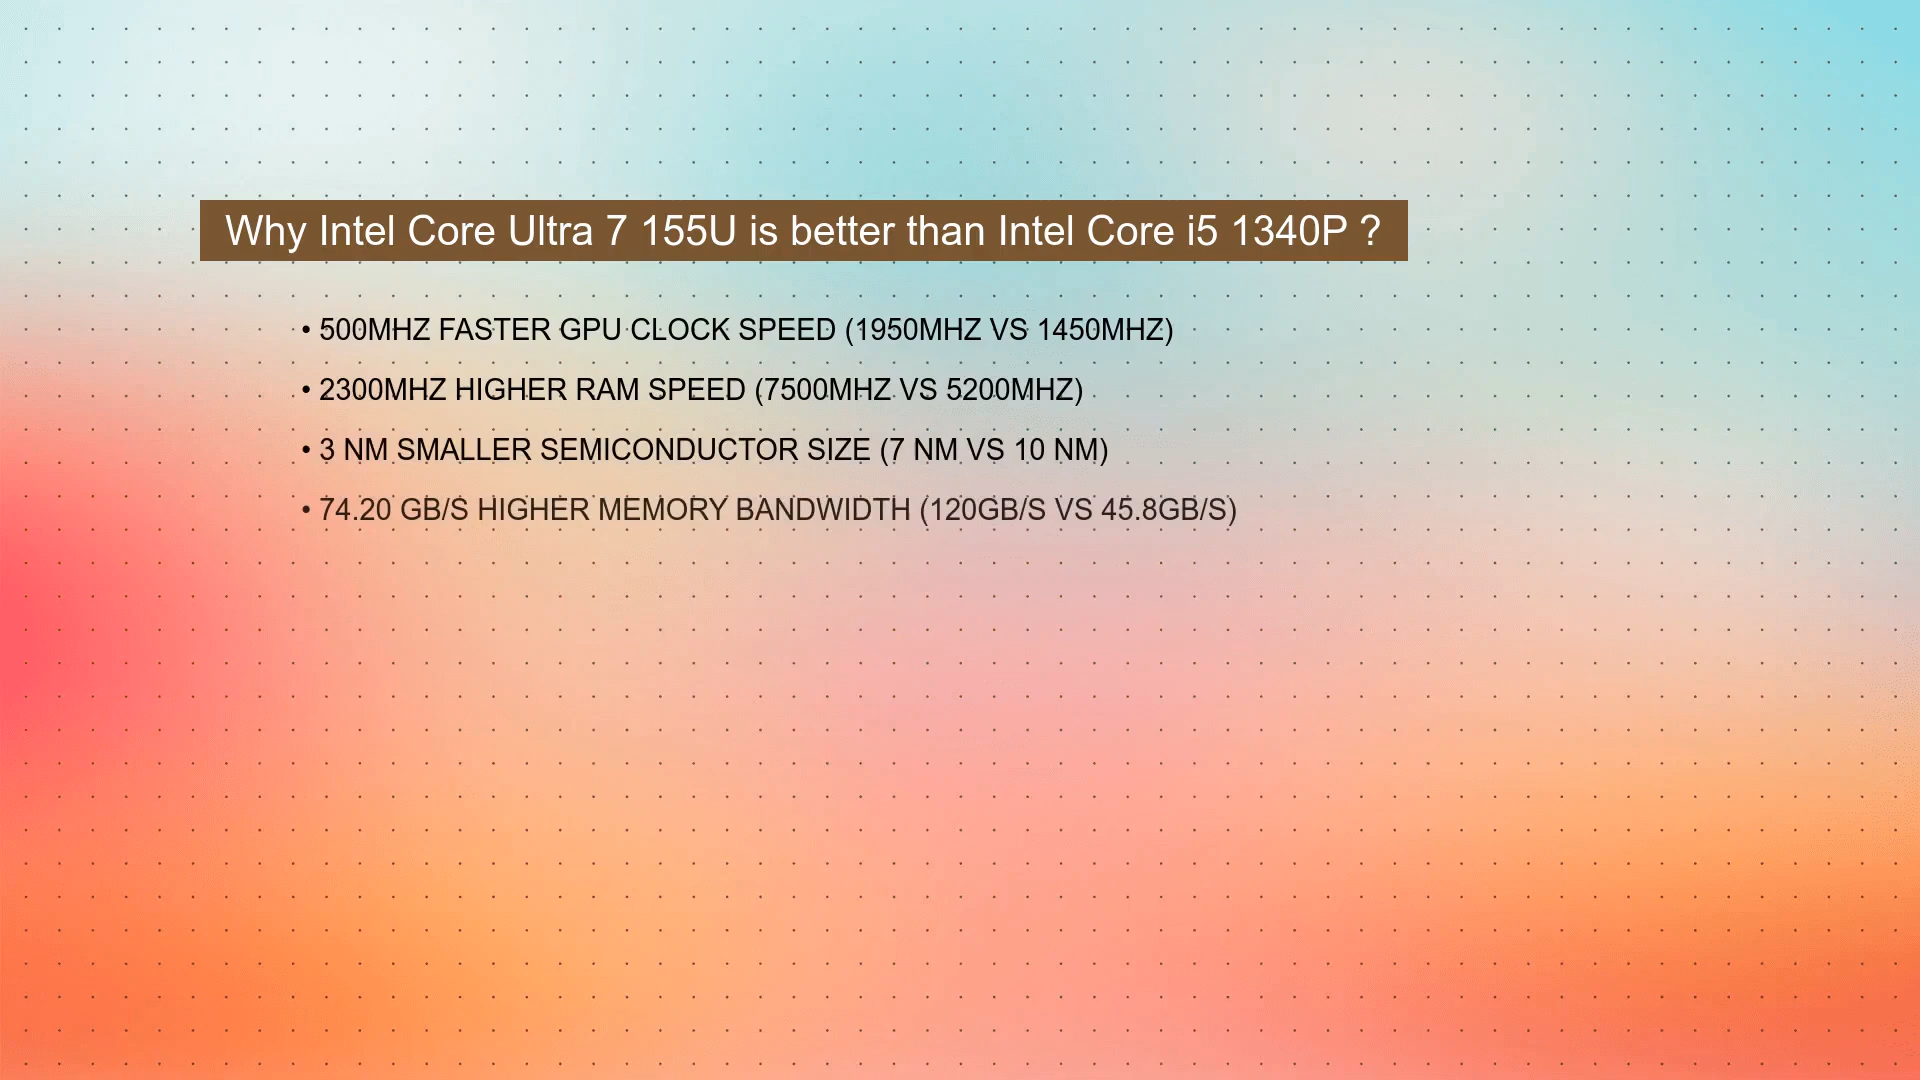 Why Intel Core Ultra 7 155U is better than Intel Core i5 1340P ?
• 500MHZ FASTER GPU CLOCK SPEED (1950MHZ VS 1450MHZ)
• 2300MHZ HIGHER RAM SPEED (7500MHZ VS 5200MHZ)
• 3 NM SMALLER SEMICONDUCTOR SIZE (7 NM VS 10 NM)
• 74.20 GB/S HIGHER MEMORY BANDWIDTH (120GB/S VS 45.8GB/S)